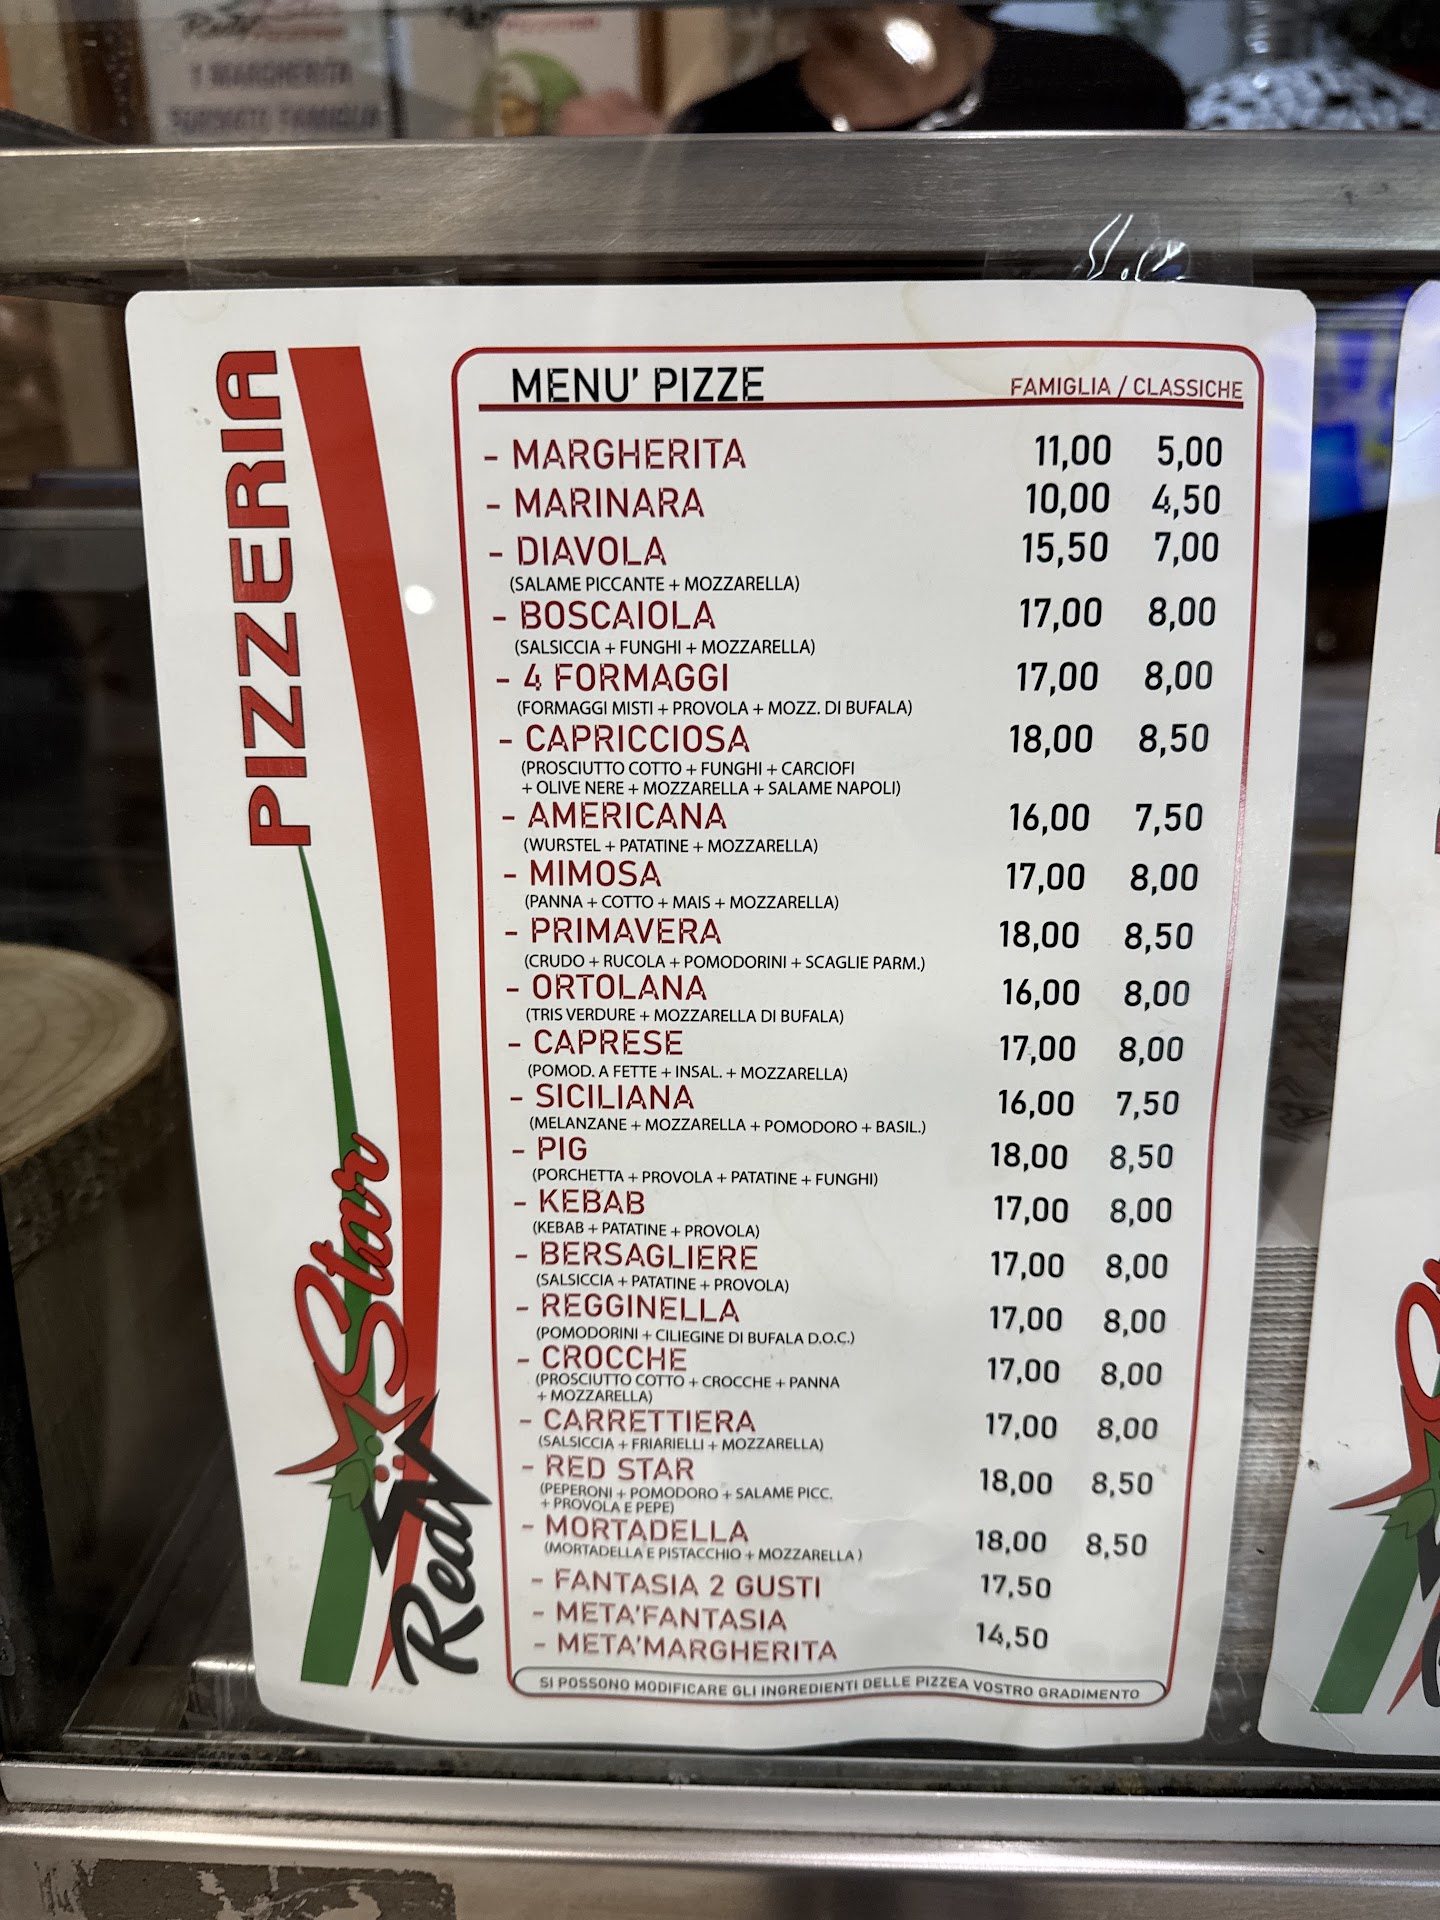 1 MARGHERITA
FORMATO FAMIGLIA
PIZZERIA
Red Star
MENU' PIZZE FAMIGLIA / CLASSICHE
- MARGHERITA 11,00 5,00
- MARINARA 10,00 4,50
- DIAVOLA 15,50 7,00
(SALAME PICCANTE + MOZZARELLA)
- BOSCAIOLA 17,00 8,00
(SALSICCIA + FUNGHI + MOZZARELLA)
- 4 FORMAGGI 17,00 8,00
(FORMAGGI MISTI + PROVOLA + MOZZ. DI BUFALA)
- CAPRICCIOSA 18,00 8,50
(PROSCIUTTO COTTO + FUNGHI + CARCIOFI
+ OLIVE NERE + MOZZARELLA + SALAME NAPOLI)
- AMERICANA 16,00 7,50
(WURSTEL + PATATINE + MOZZARELLA)
- MIMOSA 17,00 8,00
(PANNA + COTTO + MAIS + MOZZARELLA)
- PRIMAVERA 18,00 8,50
(CRUDO + RUCOLA + POMODORINI + SCAGLIE PARM.)
- ORTOLANA 16,00 8,00
(TRIS VERDURE + MOZZARELLA DI BUFALA)
- CAPRESE 17,00 8,00
(POMOD. A FETTE + INSAL. + MOZZARELLA)
- SICILIANA 16,00 7,50
(MELANZANE + MOZZARELLA + POMODORO + BASIL.)
- PIG 18,00 8,50
(PORCHETTA + PROVOLA + PATATINE + FUNGHI)
- KEBAB 17,00 8,00
(KEBAB + PATATINE + PROVOLA)
- BERSAGLIERE 17,00 8,00
(SALSICCIA + PATATINE + PROVOLA)
- REGGINELLA 17,00 8,00
(POMODORINI + CILIEGINE DI BUFALA D.O.C.)
- CROCCHE 17,00 8,00
(PROSCIUTTO COTTO + CROCCHE + PANNA
+ MOZZARELLA)
- CARRETTIERA 17,00 8,00
(SALSICCIA + FRIARIELLI + MOZZARELLA)
- RED STAR 18,00 8,50
(PEPERONI + POMODORO + SALAME PICC.
+ PROVOLA E PEPE)
- MORTADELLA 18,00 8,50
(MORTADELLA E PISTACCHIO + MOZZARELLA )
- FANTASIA 2 GUSTI 17,50
- META'FANTASIA
- META'MARGHERITA 14,50
SI POSSONO MODIFICARE GLI INGREDIENTI DELLE PIZZEA VOSTRO GRADIMENTO